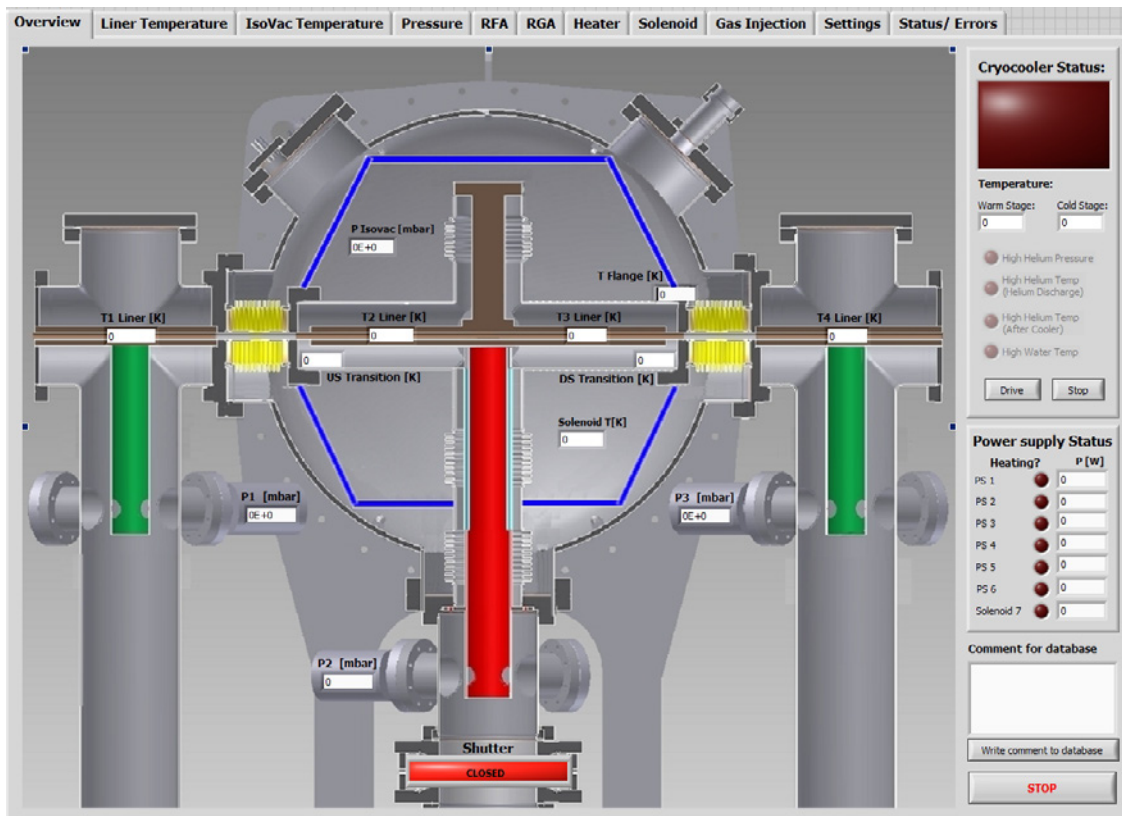 Overview
Liner Temperature
IsoVac Temperature
Pressure
RFA
RGA
Heater
Solenoid
Gas Injection
Settings
Status/ Errors
P Isovac [mbar]
0E+0
T Flange [K]
0
T1 Liner [K]
0
T2 Liner [K]
0
T3 Liner [K]
0
T4 Liner [K]
0
0
US Transition [K]
0
DS Transition [K]
Solenoid T[K]
0
P1 [mbar]
0E+0
P3 [mbar]
0E+0
P2 [mbar]
0
Shutter
CLOSED
Cryocooler Status:
Temperature:
Warm Stage: Cold Stage:
0 0
High Helium Pressure
High Helium Temp
(Helium Discharge)
High Helium Temp
(After Cooler)
High Water Temp
Drive Stop
Power supply Status
Heating? P [W]
PS 1 0
PS 2 0
PS 3 0
PS 4 0
PS 5 0
PS 6 0
Solenoid 7 0
Comment for database
Write comment to database
STOP